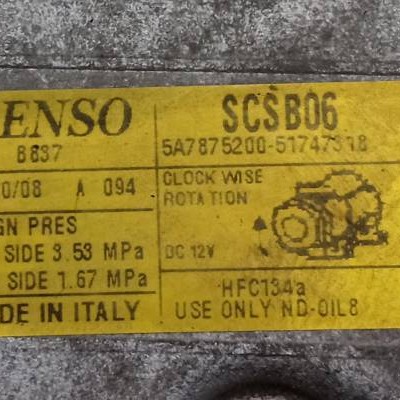 ENSO
8837
0/08 A 094
GN PRES
SIDE 3.53 MPa
SIDE 1.67 MPa
DE IN ITALY
SCSB06
5A7875200-51747318
CLOCK WISE
ROTATION
DC 12V
HFC134a
USE ONLY ND-OIL8